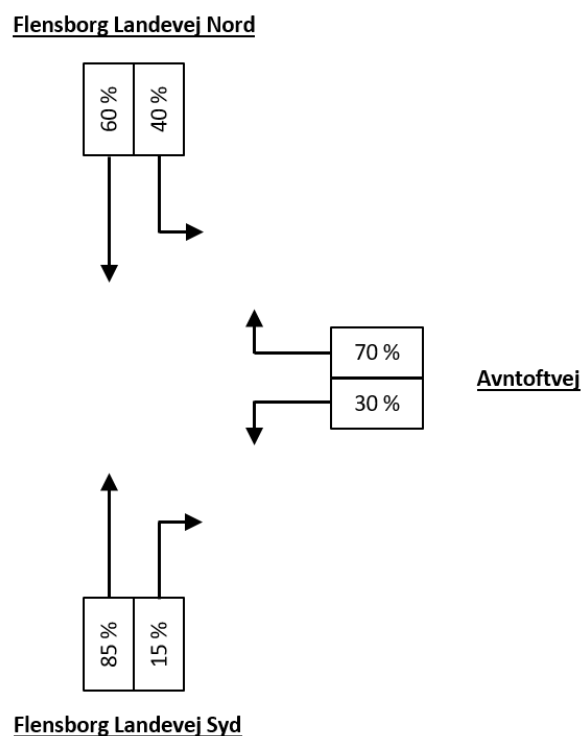 Flensborg Landevej Nord
60 %
40 %
70 %
Avntoftvej
30 %
85 %
15 %
Flensborg Landevej Syd